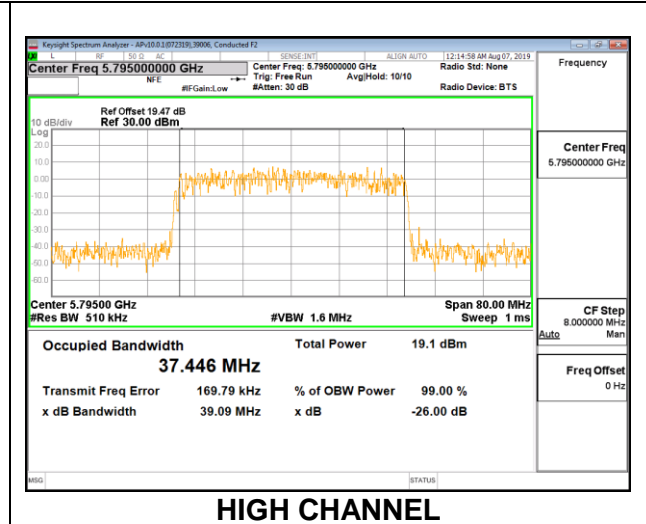 Keysight Spectrum Analyzer - APv10.0.1(072319),39006, Conducted F2
L RF 50 Ω AC SENSE:INT ALIGN AUTO 12:14:58 AM Aug 07, 2019
Center Freq 5.795000000 GHz Center Freq: 5.795000000 GHz Radio Std: None
NFE Trig: Free Run Avg|Hold: 10/10
#IFGain:Low #Atten: 30 dB Radio Device: BTS
Frequency
Ref Offset 19.47 dB
10 dB/div Ref 30.00 dBm
Log
20.0
10.0
0.00
-10.0
-20.0
-30.0
-40.0
-50.0
-60.0
Center Freq
5.795000000 GHz
Center 5.79500 GHz Span 80.00 MHz
#Res BW 510 kHz #VBW 1.6 MHz Sweep 1 ms
CF Step
8.000000 MHz
Auto Man
Occupied Bandwidth Total Power 19.1 dBm
37.446 MHz
Transmit Freq Error 169.79 kHz % of OBW Power 99.00 %
x dB Bandwidth 39.09 MHz x dB -26.00 dB
Freq Offset
0 Hz
MSG STATUS
HIGH CHANNEL